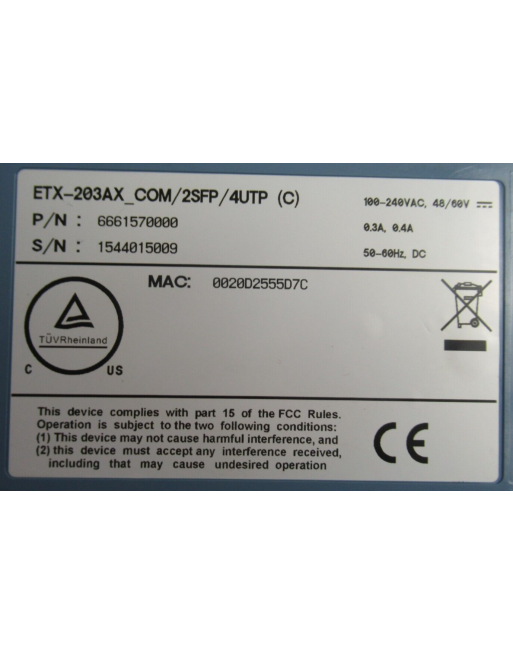 ETX-203AX_COM/2SFP/4UTP (C)
P/N : 6661570000
S/N : 1544015009
100-240VAC, 48/60V
0.3A, 0.4A
50-60Hz, DC
MAC: 0020D2555D7C
TÜVRheinland
C US
This device complies with part 15 of the FCC Rules.
Operation is subject to the two following conditions:
(1) This device may not cause harmful interference, and
(2) this device must accept any interference received,
including that may cause undesired operation
CE